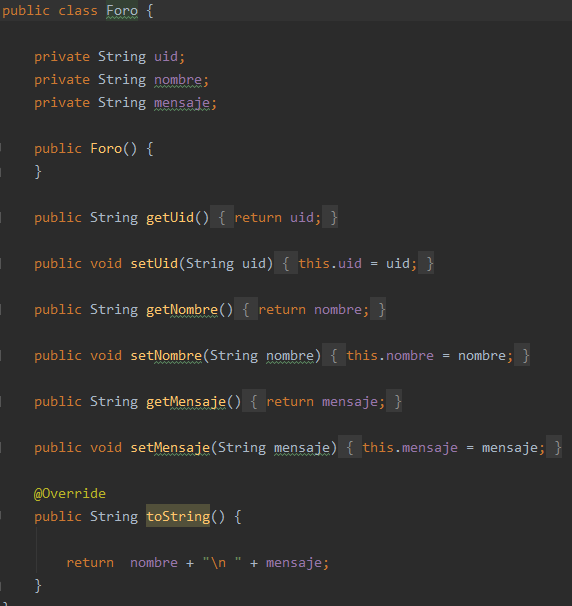 public class Foro {
private String uid;
private String nombre;
private String mensaje;
public Foro() {
}
public String getUid() { return uid; }
public void setUid(String uid) { this.uid = uid; }
public String getNombre() { return nombre; }
public void setNombre(String nombre) { this.nombre = nombre; }
public String getMensaje() { return mensaje; }
public void setMensaje(String mensaje) { this.mensaje = mensaje; }
@Override
public String toString() {
return  nombre + "\n " + mensaje;
}
}